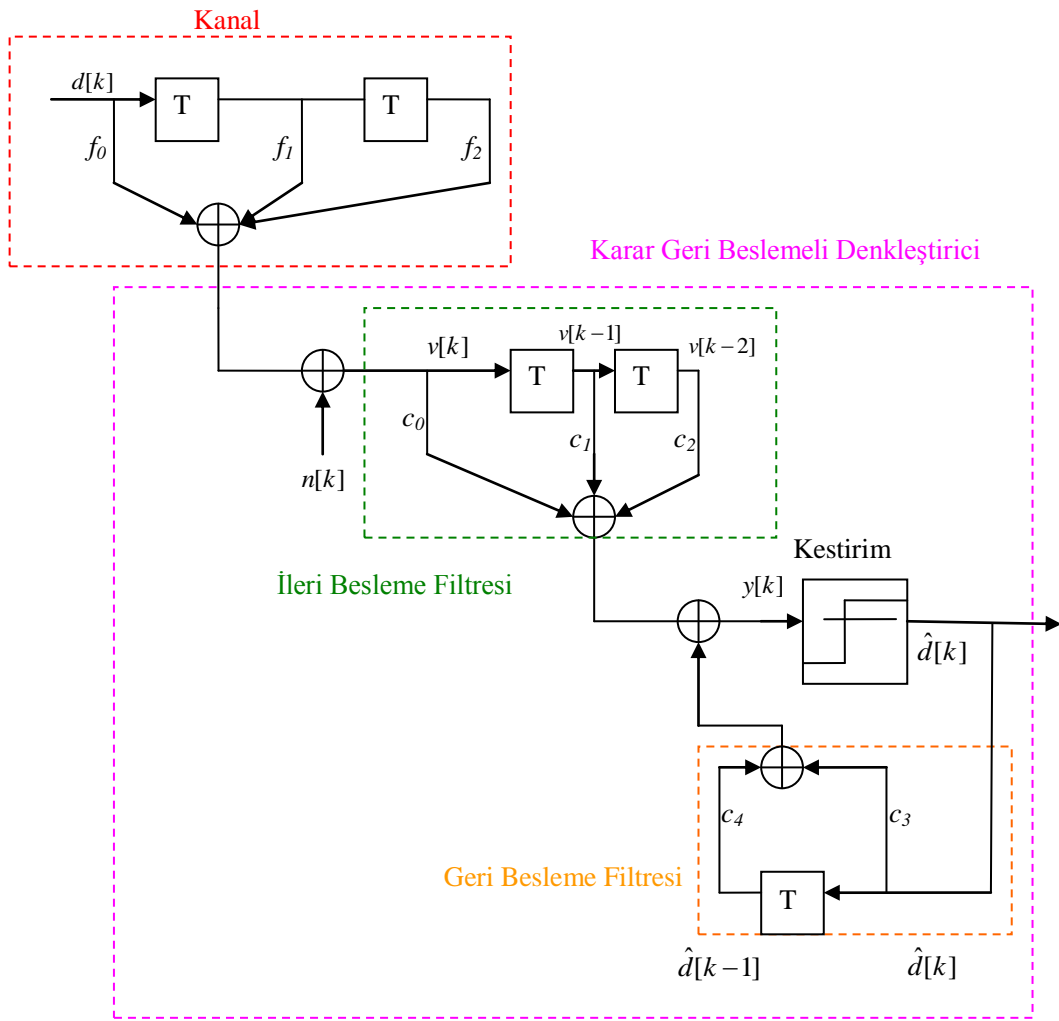 Kanal
d[k]
T
T
f₀
f₁
f₂
Karar Geri Beslemeli Denkleştirici
v[k]
v[k−1]
v[k−2]
T
T
c₀
c₁
c₂
n[k]
Kestirim
İleri Besleme Filtresi
y[k]
d̂[k]
c₄
c₃
Geri Besleme Filtresi
T
d̂[k−1]
d̂[k]